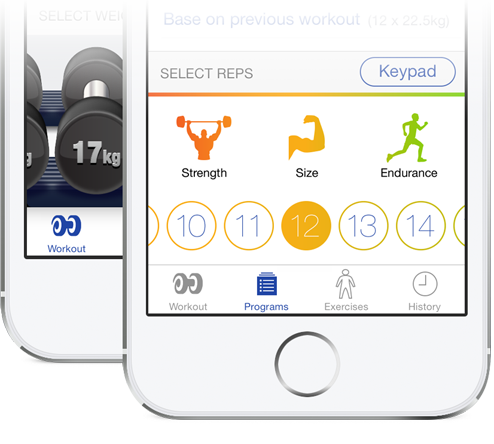 SELECT WEI
17kg
kg
Workout
Base on previous workout (12 x 22.5kg)
SELECT REPS
Keypad
Strength
Size
Endurance
10
11
12
13
14
Workout
Programs
Exercises
History